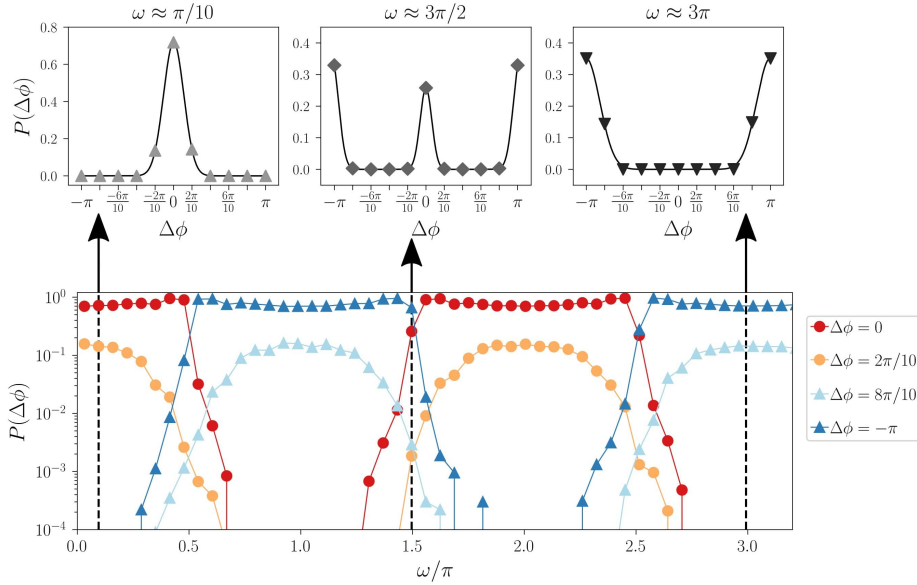 ω ≈ π/10
ω ≈ 3π/2
ω ≈ 3π
P(Δϕ)
0.8
0.6
0.4
0.2
0.0
−π
−6π/10
−2π/10
0
2π/10
6π/10
π
Δϕ
0.4
0.3
0.2
0.1
0.0
−π
−6π/10
−2π/10
0
2π/10
6π/10
π
Δϕ
0.4
0.3
0.2
0.1
0.0
−π
−6π/10
−2π/10
0
2π/10
6π/10
π
Δϕ
P(Δϕ)
10⁰
10⁻¹
10⁻²
10⁻³
10⁻⁴
0.0
0.5
1.0
1.5
2.0
2.5
3.0
ω/π
Δϕ = 0
Δϕ = 2π/10
Δϕ = 8π/10
Δϕ = −π